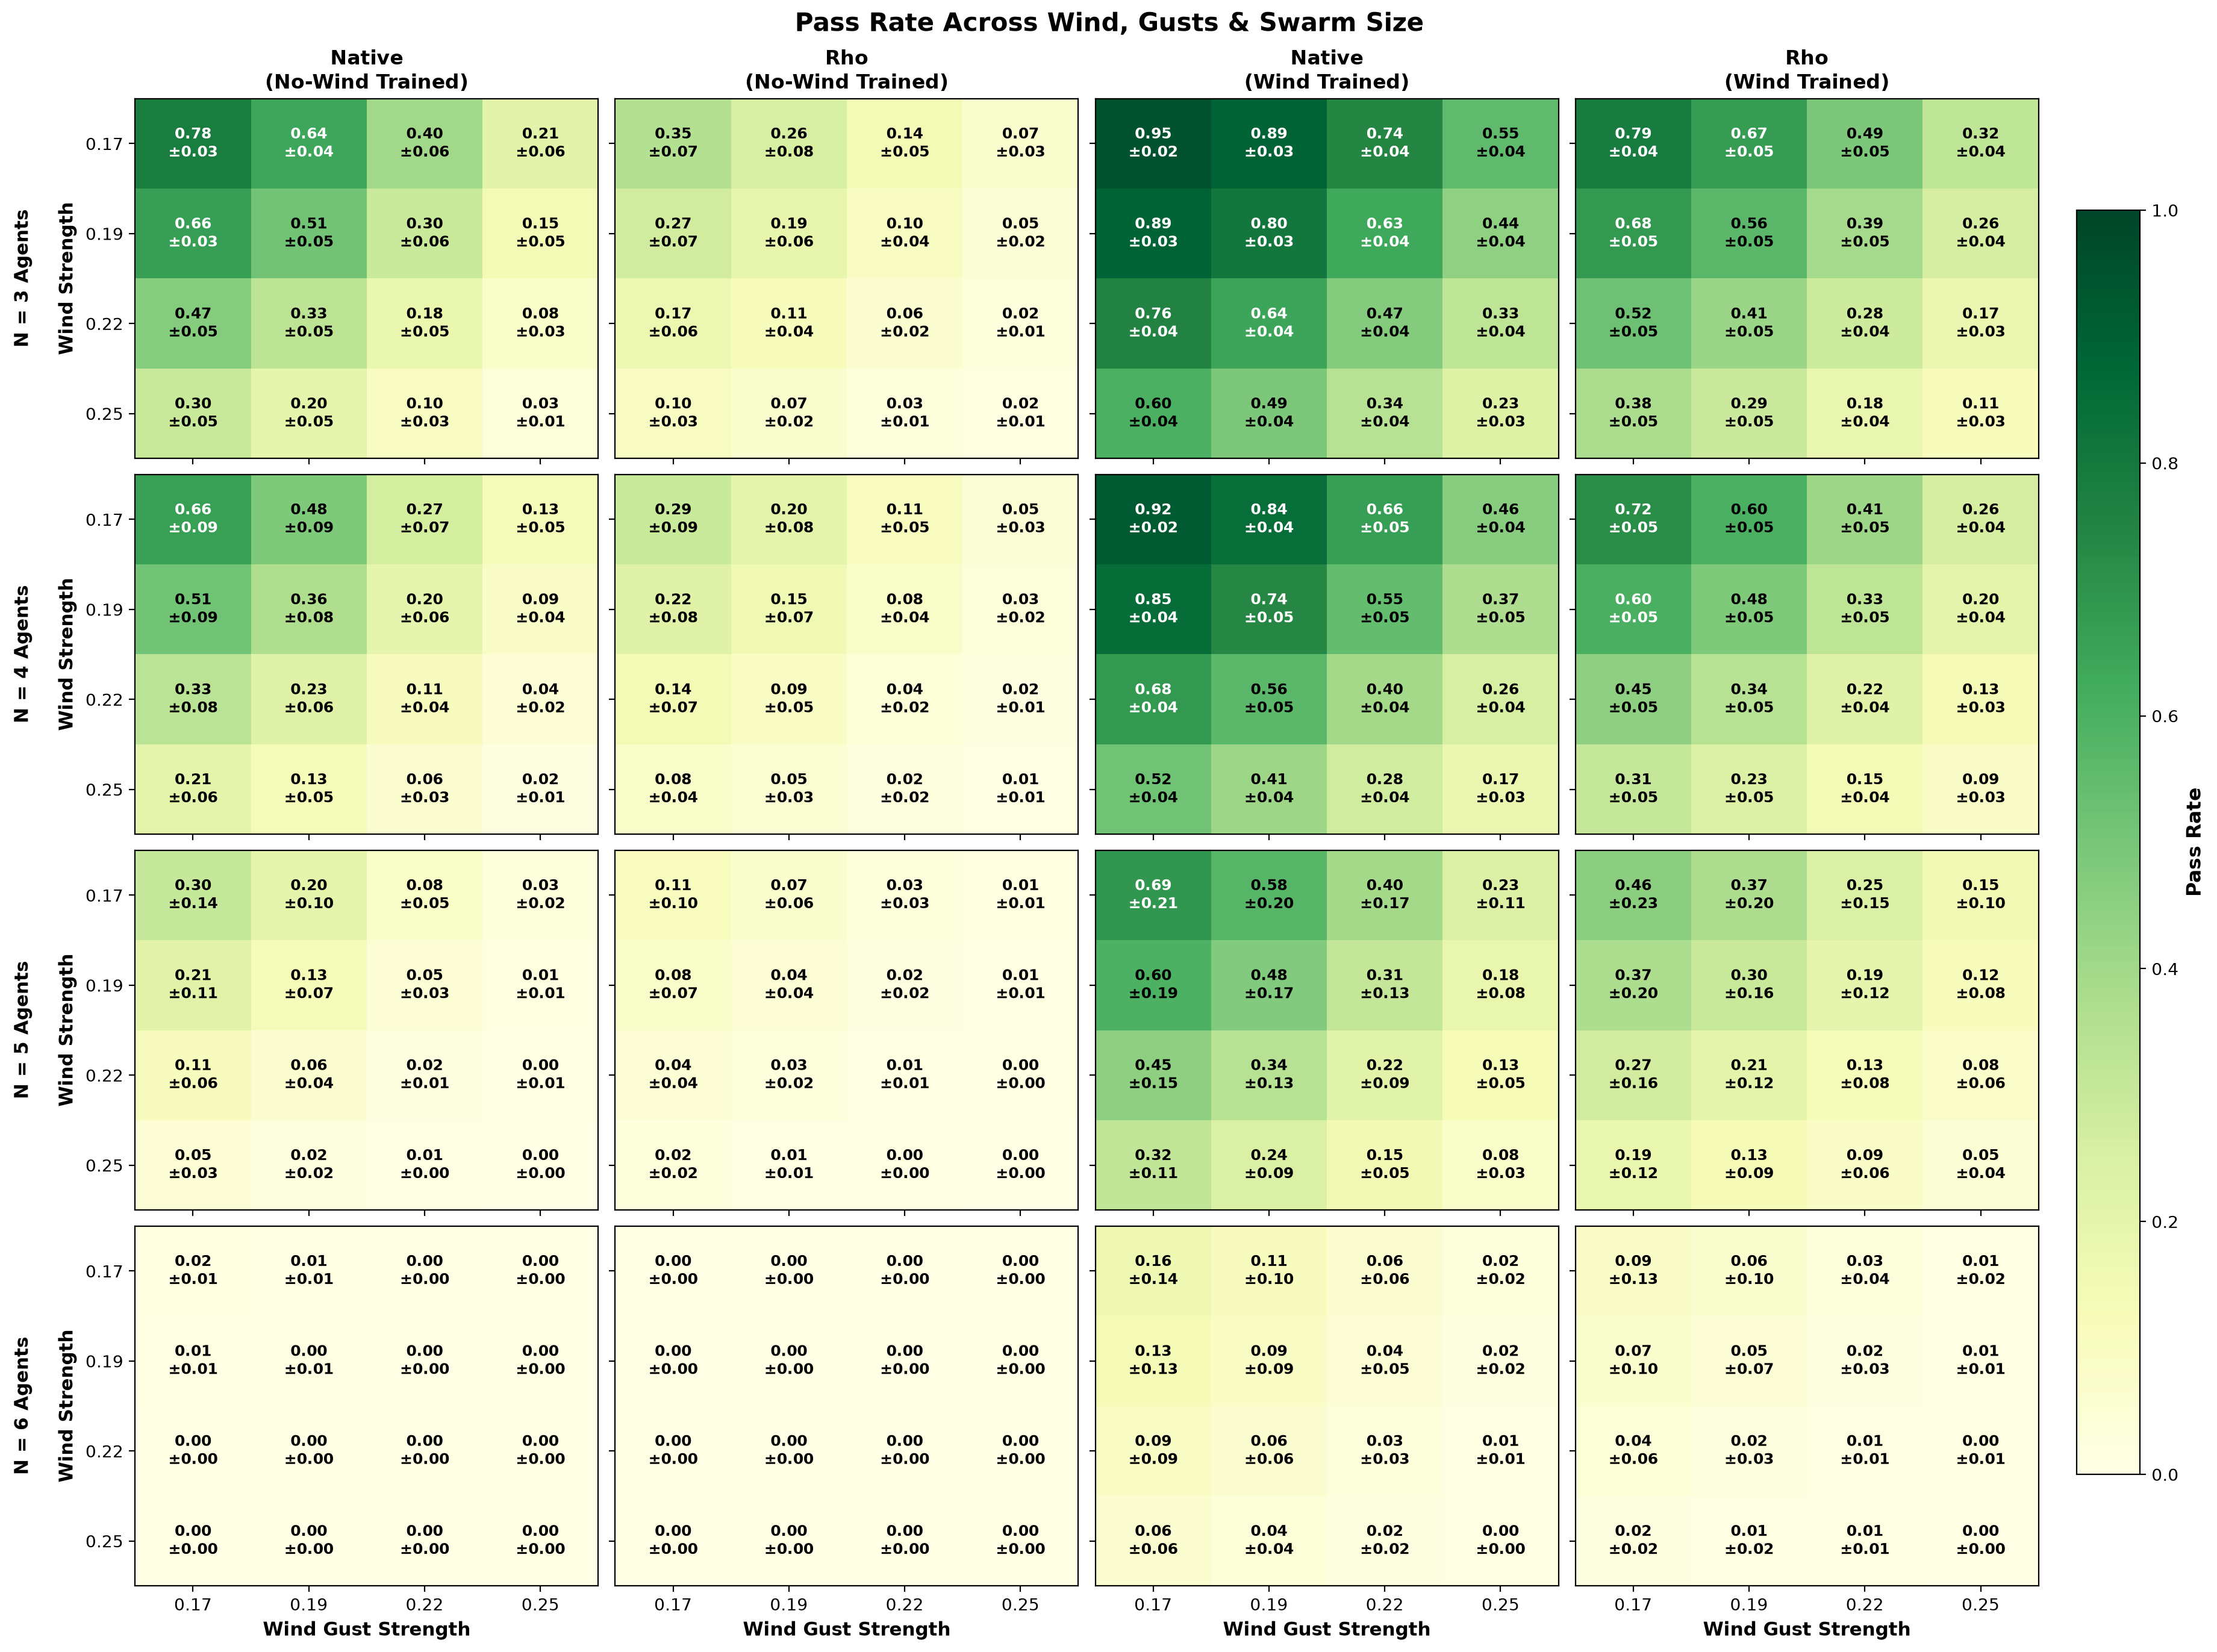 Pass Rate Across Wind, Gusts & Swarm Size
Native Rho Native Rho
(No-Wind Trained) (No-Wind Trained) (Wind Trained) (Wind Trained)
N = 3 Agents
Wind Strength
0.17 0.78 0.64 0.40 0.21 0.35 0.26 0.14 0.07 0.95 0.89 0.74 0.55 0.79 0.67 0.49 0.32
±0.03 ±0.04 ±0.06 ±0.06 ±0.07 ±0.08 ±0.05 ±0.03 ±0.02 ±0.03 ±0.04 ±0.04 ±0.04 ±0.05 ±0.05 ±0.04
0.19 0.66 0.51 0.30 0.15 0.27 0.19 0.10 0.05 0.89 0.80 0.63 0.44 0.68 0.56 0.39 0.26
±0.03 ±0.05 ±0.06 ±0.05 ±0.07 ±0.06 ±0.04 ±0.02 ±0.03 ±0.03 ±0.04 ±0.04 ±0.05 ±0.05 ±0.05 ±0.04
0.22 0.47 0.33 0.18 0.08 0.17 0.11 0.06 0.02 0.76 0.64 0.47 0.33 0.52 0.41 0.28 0.17
±0.05 ±0.05 ±0.05 ±0.03 ±0.06 ±0.04 ±0.02 ±0.01 ±0.04 ±0.04 ±0.04 ±0.04 ±0.05 ±0.05 ±0.04 ±0.03
0.25 0.30 0.20 0.10 0.03 0.10 0.07 0.03 0.02 0.60 0.49 0.34 0.23 0.38 0.29 0.18 0.11
±0.05 ±0.05 ±0.03 ±0.01 ±0.03 ±0.02 ±0.01 ±0.01 ±0.04 ±0.04 ±0.04 ±0.03 ±0.05 ±0.05 ±0.04 ±0.03
N = 4 Agents
Wind Strength
0.17 0.66 0.48 0.27 0.13 0.29 0.20 0.11 0.05 0.92 0.84 0.66 0.46 0.72 0.60 0.41 0.26
±0.09 ±0.09 ±0.07 ±0.05 ±0.09 ±0.08 ±0.05 ±0.03 ±0.02 ±0.04 ±0.05 ±0.04 ±0.05 ±0.05 ±0.05 ±0.04
0.19 0.51 0.36 0.20 0.09 0.22 0.15 0.08 0.03 0.85 0.74 0.55 0.37 0.60 0.48 0.33 0.20
±0.09 ±0.08 ±0.06 ±0.04 ±0.08 ±0.07 ±0.04 ±0.02 ±0.04 ±0.05 ±0.05 ±0.05 ±0.05 ±0.05 ±0.05 ±0.04
0.22 0.33 0.23 0.11 0.04 0.14 0.09 0.04 0.02 0.68 0.56 0.40 0.26 0.45 0.34 0.22 0.13
±0.08 ±0.06 ±0.04 ±0.02 ±0.07 ±0.05 ±0.02 ±0.01 ±0.04 ±0.05 ±0.04 ±0.04 ±0.05 ±0.05 ±0.04 ±0.03
0.25 0.21 0.13 0.06 0.02 0.08 0.05 0.02 0.01 0.52 0.41 0.28 0.17 0.31 0.23 0.15 0.09
±0.06 ±0.05 ±0.03 ±0.01 ±0.04 ±0.03 ±0.02 ±0.01 ±0.04 ±0.04 ±0.04 ±0.03 ±0.05 ±0.05 ±0.04 ±0.03
N = 5 Agents
Wind Strength
0.17 0.30 0.20 0.08 0.03 0.11 0.07 0.03 0.01 0.69 0.58 0.40 0.23 0.46 0.37 0.25 0.15
±0.14 ±0.10 ±0.05 ±0.02 ±0.10 ±0.06 ±0.03 ±0.01 ±0.21 ±0.20 ±0.17 ±0.11 ±0.23 ±0.20 ±0.15 ±0.10
0.19 0.21 0.13 0.05 0.01 0.08 0.04 0.02 0.01 0.60 0.48 0.31 0.18 0.37 0.30 0.19 0.12
±0.11 ±0.07 ±0.03 ±0.01 ±0.07 ±0.04 ±0.02 ±0.01 ±0.19 ±0.17 ±0.13 ±0.08 ±0.20 ±0.16 ±0.12 ±0.08
0.22 0.11 0.06 0.02 0.00 0.04 0.03 0.01 0.00 0.45 0.34 0.22 0.13 0.27 0.21 0.13 0.08
±0.06 ±0.04 ±0.01 ±0.01 ±0.04 ±0.02 ±0.01 ±0.00 ±0.15 ±0.13 ±0.09 ±0.05 ±0.16 ±0.12 ±0.08 ±0.06
0.25 0.05 0.02 0.01 0.00 0.02 0.01 0.00 0.00 0.32 0.24 0.15 0.08 0.19 0.13 0.09 0.05
±0.03 ±0.02 ±0.00 ±0.00 ±0.02 ±0.01 ±0.00 ±0.00 ±0.11 ±0.09 ±0.05 ±0.03 ±0.12 ±0.09 ±0.06 ±0.04
N = 6 Agents
Wind Strength
0.17 0.02 0.01 0.00 0.00 0.00 0.00 0.00 0.00 0.16 0.11 0.06 0.02 0.09 0.06 0.03 0.01
±0.01 ±0.01 ±0.00 ±0.00 ±0.00 ±0.00 ±0.00 ±0.00 ±0.14 ±0.10 ±0.06 ±0.02 ±0.13 ±0.10 ±0.04 ±0.02
0.19 0.01 0.00 0.00 0.00 0.00 0.00 0.00 0.00 0.13 0.09 0.04 0.02 0.07 0.05 0.02 0.01
±0.01 ±0.01 ±0.00 ±0.00 ±0.00 ±0.00 ±0.00 ±0.00 ±0.13 ±0.09 ±0.05 ±0.02 ±0.10 ±0.07 ±0.03 ±0.01
0.22 0.00 0.00 0.00 0.00 0.00 0.00 0.00 0.00 0.09 0.06 0.03 0.01 0.04 0.02 0.01 0.00
±0.00 ±0.00 ±0.00 ±0.00 ±0.00 ±0.00 ±0.00 ±0.00 ±0.09 ±0.06 ±0.03 ±0.01 ±0.06 ±0.03 ±0.01 ±0.01
0.25 0.00 0.00 0.00 0.00 0.00 0.00 0.00 0.00 0.06 0.04 0.02 0.00 0.02 0.01 0.01 0.00
±0.00 ±0.00 ±0.00 ±0.00 ±0.00 ±0.00 ±0.00 ±0.00 ±0.06 ±0.04 ±0.02 ±0.00 ±0.02 ±0.02 ±0.01 ±0.00
0.17 0.19 0.22 0.25 0.17 0.19 0.22 0.25 0.17 0.19 0.22 0.25 0.17 0.19 0.22 0.25
Wind Gust Strength Wind Gust Strength Wind Gust Strength Wind Gust Strength
1.0
0.8
0.6
0.4
0.2
0.0
Pass Rate